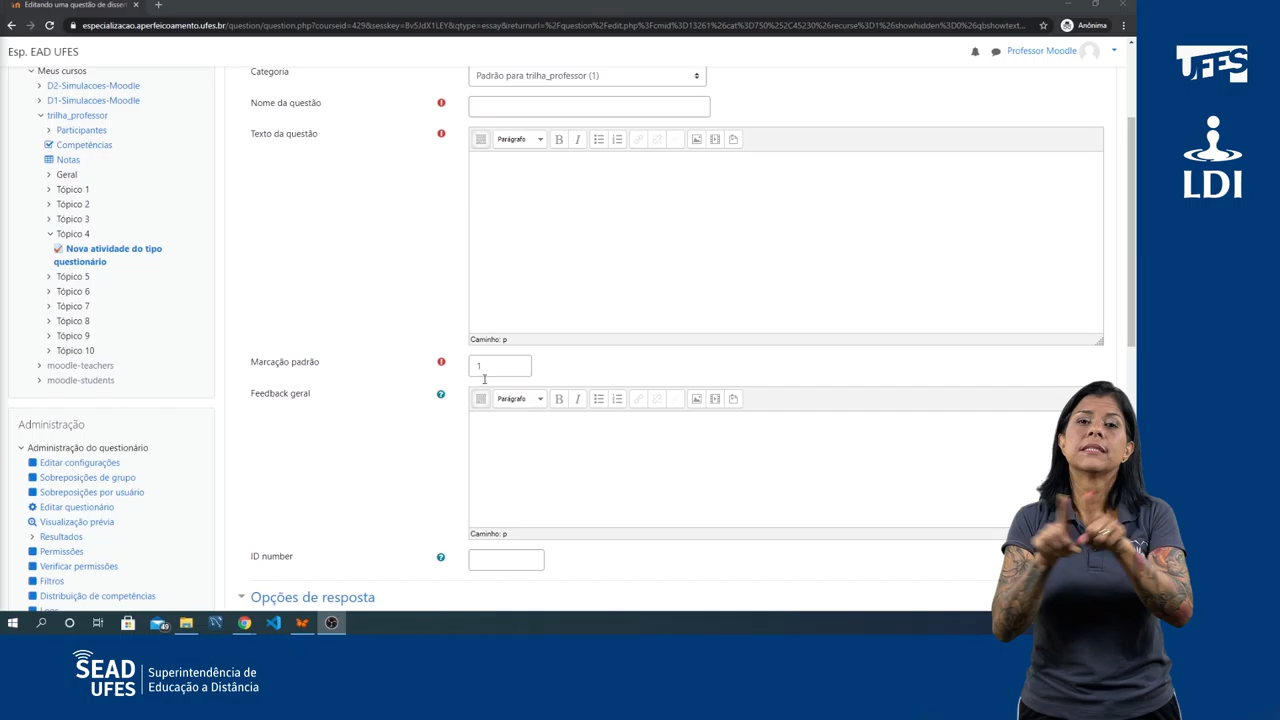 Editando uma questão de dissert
especializacao.aperfeicoamento.ufes.br/question/question.php?courseid=429&sesskey=8v5JdX1LEY&qtype=essay&returnurl=%2Fquestion%2Fedit.php%3Fcmid%3D13261%26cat%3D750%252C45230%26recurse%3D1%26showhidden%3D0%26qbshowtext...
Anônima
Esp. EAD UFES
Professor Moodle
UFES
Meus cursos
D2-Simulacoes-Moodle
D1-Simulacoes-Moodle
trilha_professor
Participantes
Competências
Notas
Geral
Tópico 1
Tópico 2
Tópico 3
Tópico 4
Nova atividade do tipo
questionário
Tópico 5
Tópico 6
Tópico 7
Tópico 8
Tópico 9
Tópico 10
moodle-teachers
moodle-students
Administração
Administração do questionário
Editar configurações
Sobreposições de grupo
Sobreposições por usuário
Editar questionário
Visualização prévia
Resultados
Permissões
Verificar permissões
Filtros
Distribuição de competências
Logs
Categoria
Padrão para trilha_professor (1)
Nome da questão
Texto da questão
Parágrafo
B I
Caminho: p
Marcação padrão
1
Feedback geral
Parágrafo
B I
Caminho: p
ID number
Opções de resposta
LDI
49
SEAD
UFES
Superintendência de
Educação a Distância